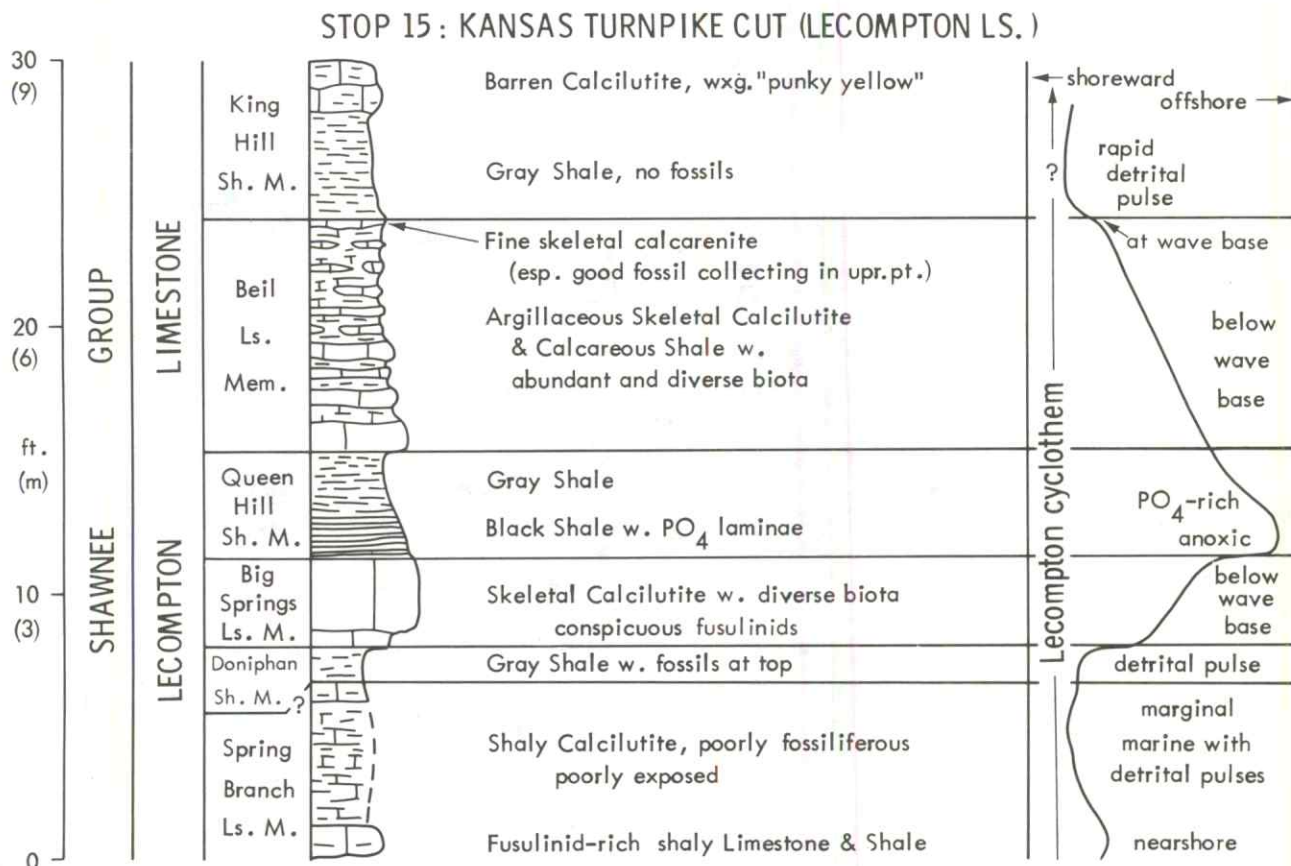 STOP 15: KANSAS TURNPIKE CUT (LECOMPTON LS.)
30
(9)
20
(6)
ft.
(m)
10
(3)
0
SHAWNEE GROUP
LECOMPTON LIMESTONE
King
Hill
Sh. M.
Beil
Ls.
Mem.
Queen
Hill
Sh. M.
Big
Springs
Ls. M.
Doniphan
Sh. M.
?
Spring
Branch
Ls. M.
Barren Calcilutite, wxg. "punky yellow"
Gray Shale, no fossils
Fine skeletal calcarenite
(esp. good fossil collecting in upr.pt.)
Argillaceous Skeletal Calcilutite
& Calcareous Shale w.
abundant and diverse biota
Gray Shale
Black Shale w. PO4 laminae
Skeletal Calcilutite w. diverse biota
conspicuous fusulinids
Gray Shale w. fossils at top
Shaly Calcilutite, poorly fossiliferous
poorly exposed
Fusulinid-rich shaly Limestone & Shale
Lecompton cyclothem
?
shoreward
offshore
rapid
detrital
pulse
at wave base
below
wave
base
PO4-rich
anoxic
below
wave
base
detrital pulse
marginal
marine with
detrital pulses
nearshore